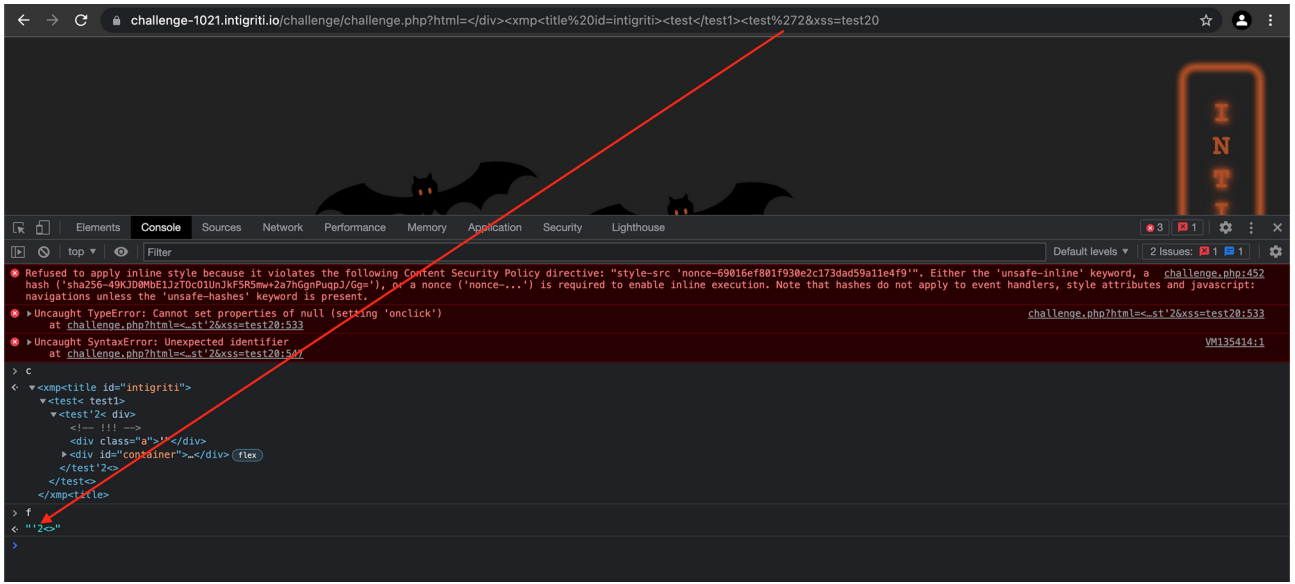 challenge-1021.intigriti.io/challenge/challenge.php?html=</div><xmp<title%20id=intigriti><test</test1><test%272&xss=test20
I
N
T
I
Elements Console Sources Network Performance Memory Application Security Lighthouse 3 1
top ▼ Filter Default levels ▼ 2 Issues: 1 1
Refused to apply inline style because it violates the following Content Security Policy directive: "style-src 'nonce-69016ef801f930e2c173dad59a11e4f9'". Either the 'unsafe-inline' keyword, a challenge.php:452
hash ('sha256-49KJD0MbE1JzTOcO1UnJkF5R5mw+2a7hGgnPuqpJ/Gg='), or a nonce ('nonce-...') is required to enable inline execution. Note that hashes do not apply to event handlers, style attributes and javascript:
navigations unless the 'unsafe-hashes' keyword is present.
▶Uncaught TypeError: Cannot set properties of null (setting 'onclick') challenge.php?html=<…st'2&xss=test20:533
at challenge.php?html=<…st'2&xss=test20:533
▶Uncaught SyntaxError: Unexpected identifier VM135414:1
at challenge.php?html=<…st'2&xss=test20:547
> c
▼<xmp<title id="intigriti">
▼<test< test1>
▼<test'2< div>
<!-- !!! -->
<div class="a">'</div>
▶<div id="container">…</div> flex
</test'2<>
</test<>
</xmp<title>
> f
"'2<>"
>